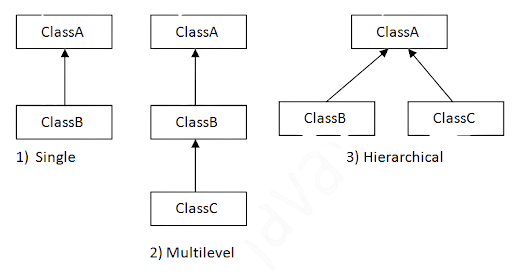 ClassA
ClassB
1) Single
ClassA
ClassB
ClassC
2) Multilevel
ClassA
ClassB
ClassC
3) Hierarchical